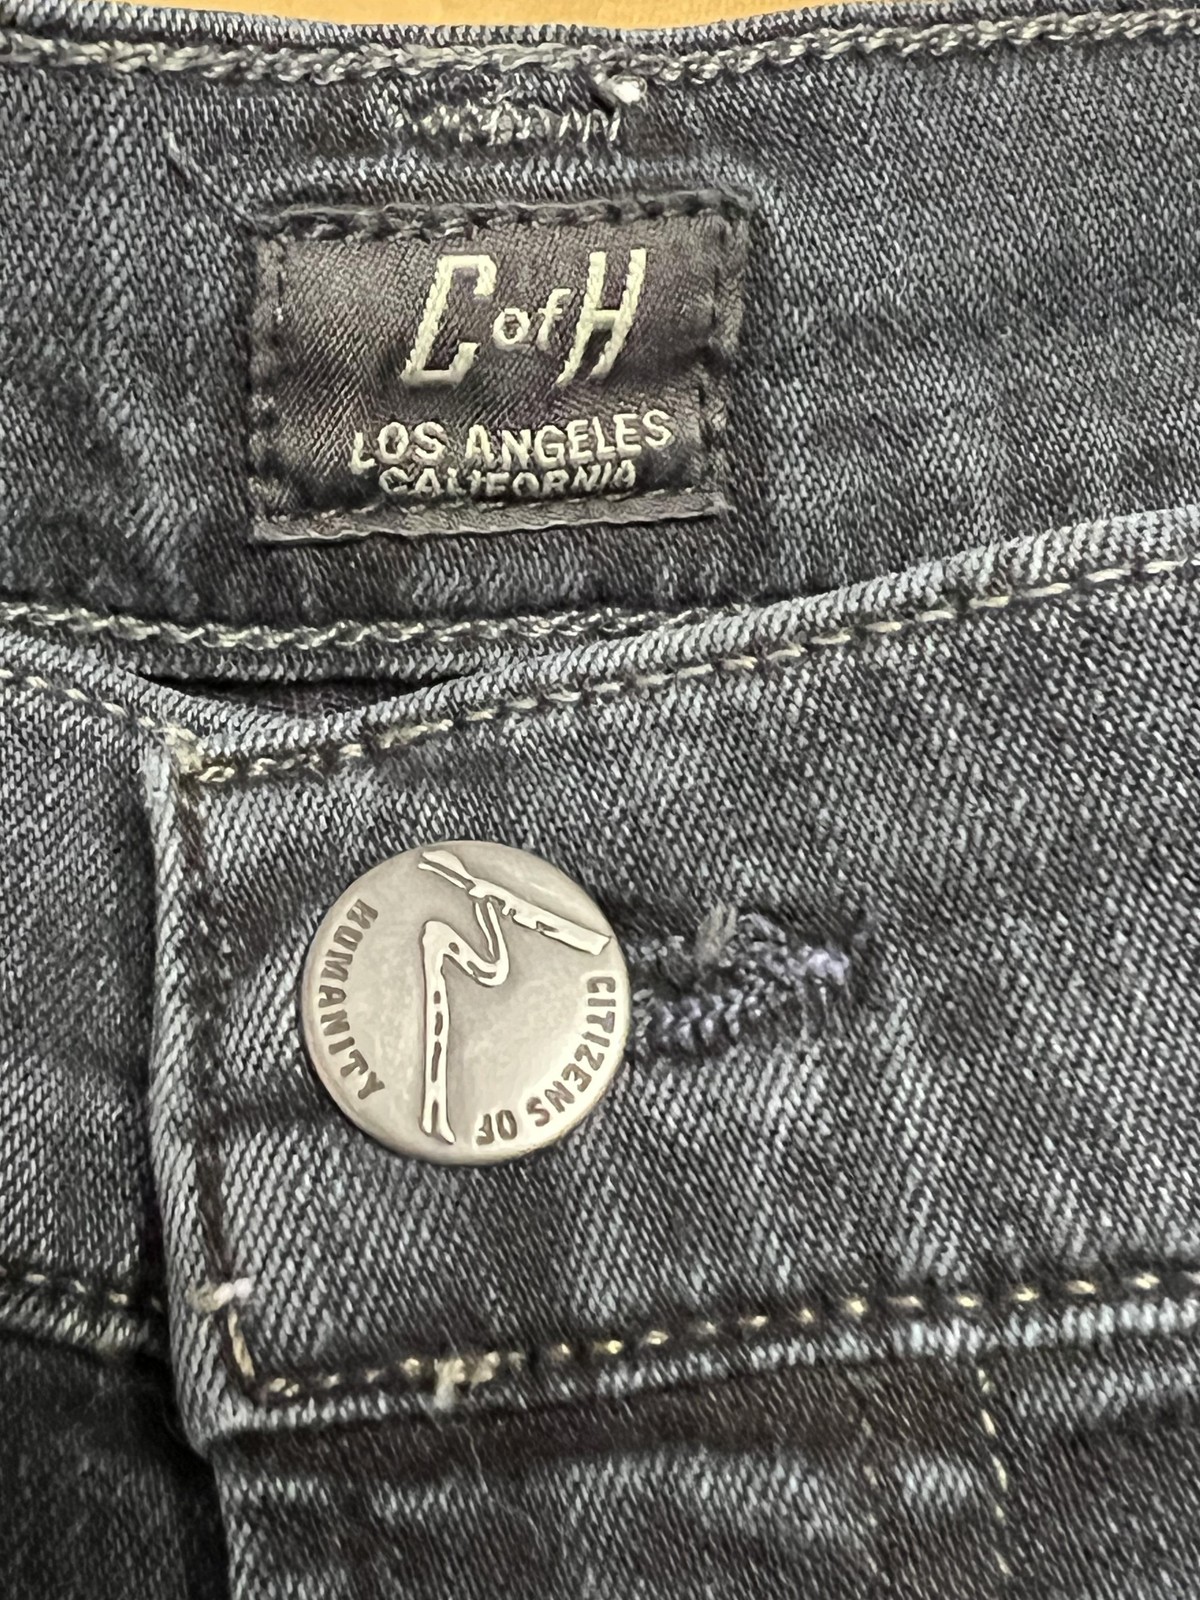 C of H
LOS ANGELES
CALIFORNIA
CITIZENS OF
HUMANITY